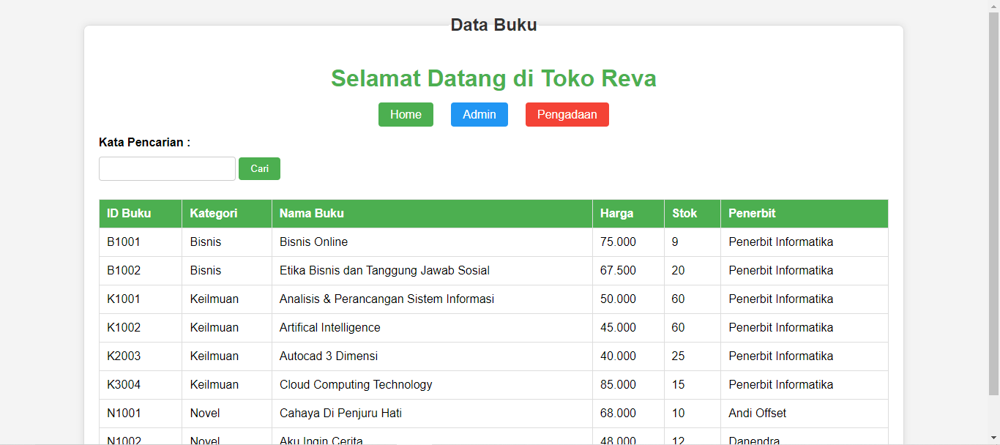 Data Buku
Selamat Datang di Toko Reva
Home Admin Pengadaan
Kata Pencarian :
Cari
ID Buku Kategori Nama Buku Harga Stok Penerbit
B1001 Bisnis Bisnis Online 75.000 9 Penerbit Informatika
B1002 Bisnis Etika Bisnis dan Tanggung Jawab Sosial 67.500 20 Penerbit Informatika
K1001 Keilmuan Analisis & Perancangan Sistem Informasi 50.000 60 Penerbit Informatika
K1002 Keilmuan Artifical Intelligence 45.000 60 Penerbit Informatika
K2003 Keilmuan Autocad 3 Dimensi 40.000 25 Penerbit Informatika
K3004 Keilmuan Cloud Computing Technology 85.000 15 Penerbit Informatika
N1001 Novel Cahaya Di Penjuru Hati 68.000 10 Andi Offset
N1002 Novel Aku Ingin Cerita 48.000 12 Danendra